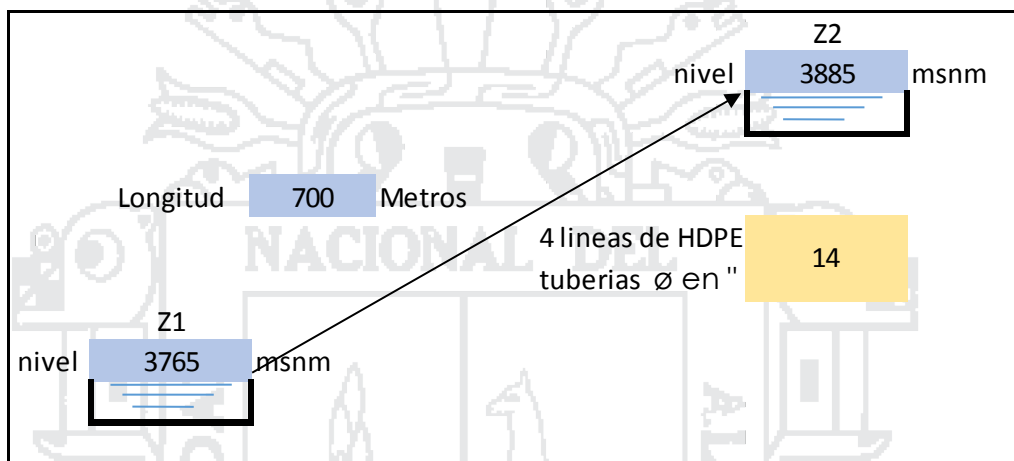 Z2
nivel 3885 msnm
Longitud 700 Metros
NACIONAL DEL
4 lineas de HDPE
tuberias ø en " 14
Z1
nivel 3765 msnm